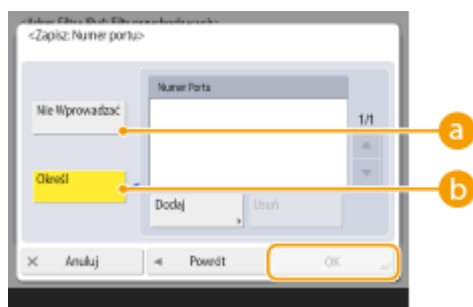 <Zapisz: Numer portu>
Numer Portu
Nie Wprowadzać
1/1
a
Określ
b
Dodaj
Usuń
Anuluj
Powrót
OK